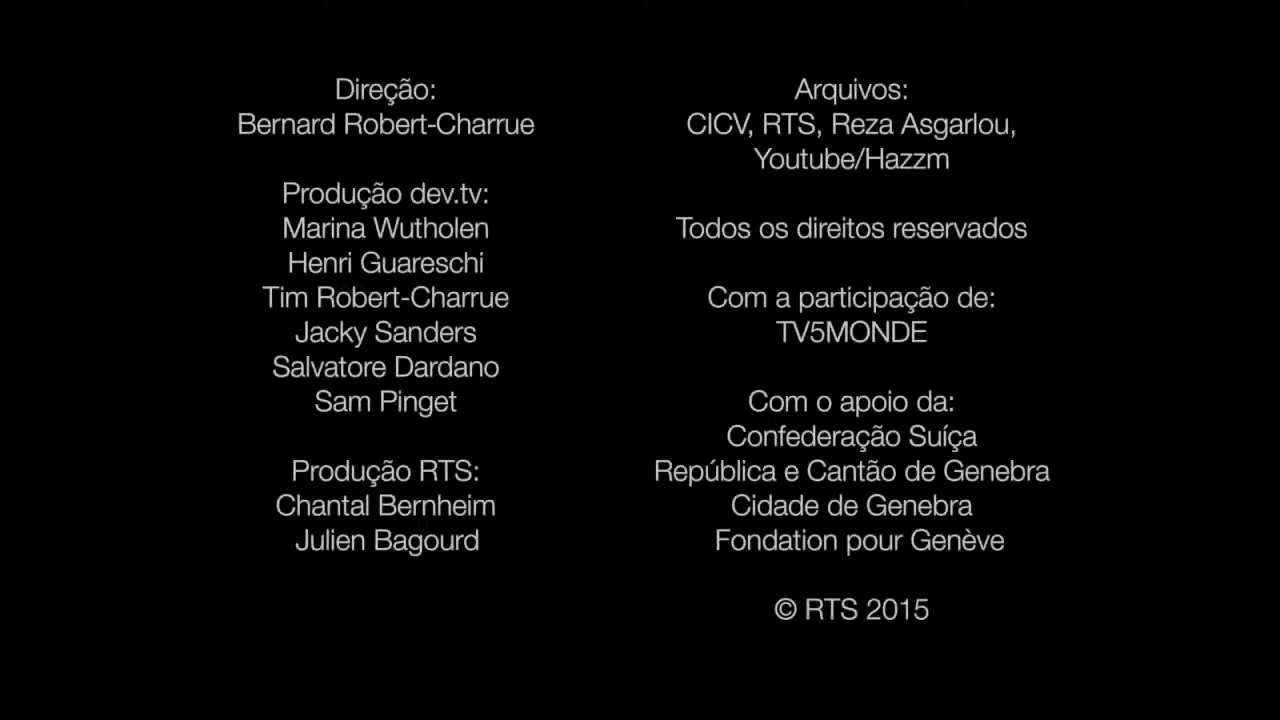 Direção:
Bernard Robert-Charrue
Produção dev.tv:
Marina Wutholen
Henri Guareschi
Tim Robert-Charrue
Jacky Sanders
Salvatore Dardano
Sam Pinget
Produção RTS:
Chantal Bernheim
Julien Bagourd
Arquivos:
CICV, RTS, Reza Asgarlou,
Youtube/Hazzm
Todos os direitos reservados
Com a participação de:
TV5MONDE
Com o apoio da:
Confederação Suíça
República e Cantão de Genebra
Cidade de Genebra
Fondation pour Genève
© RTS 2015